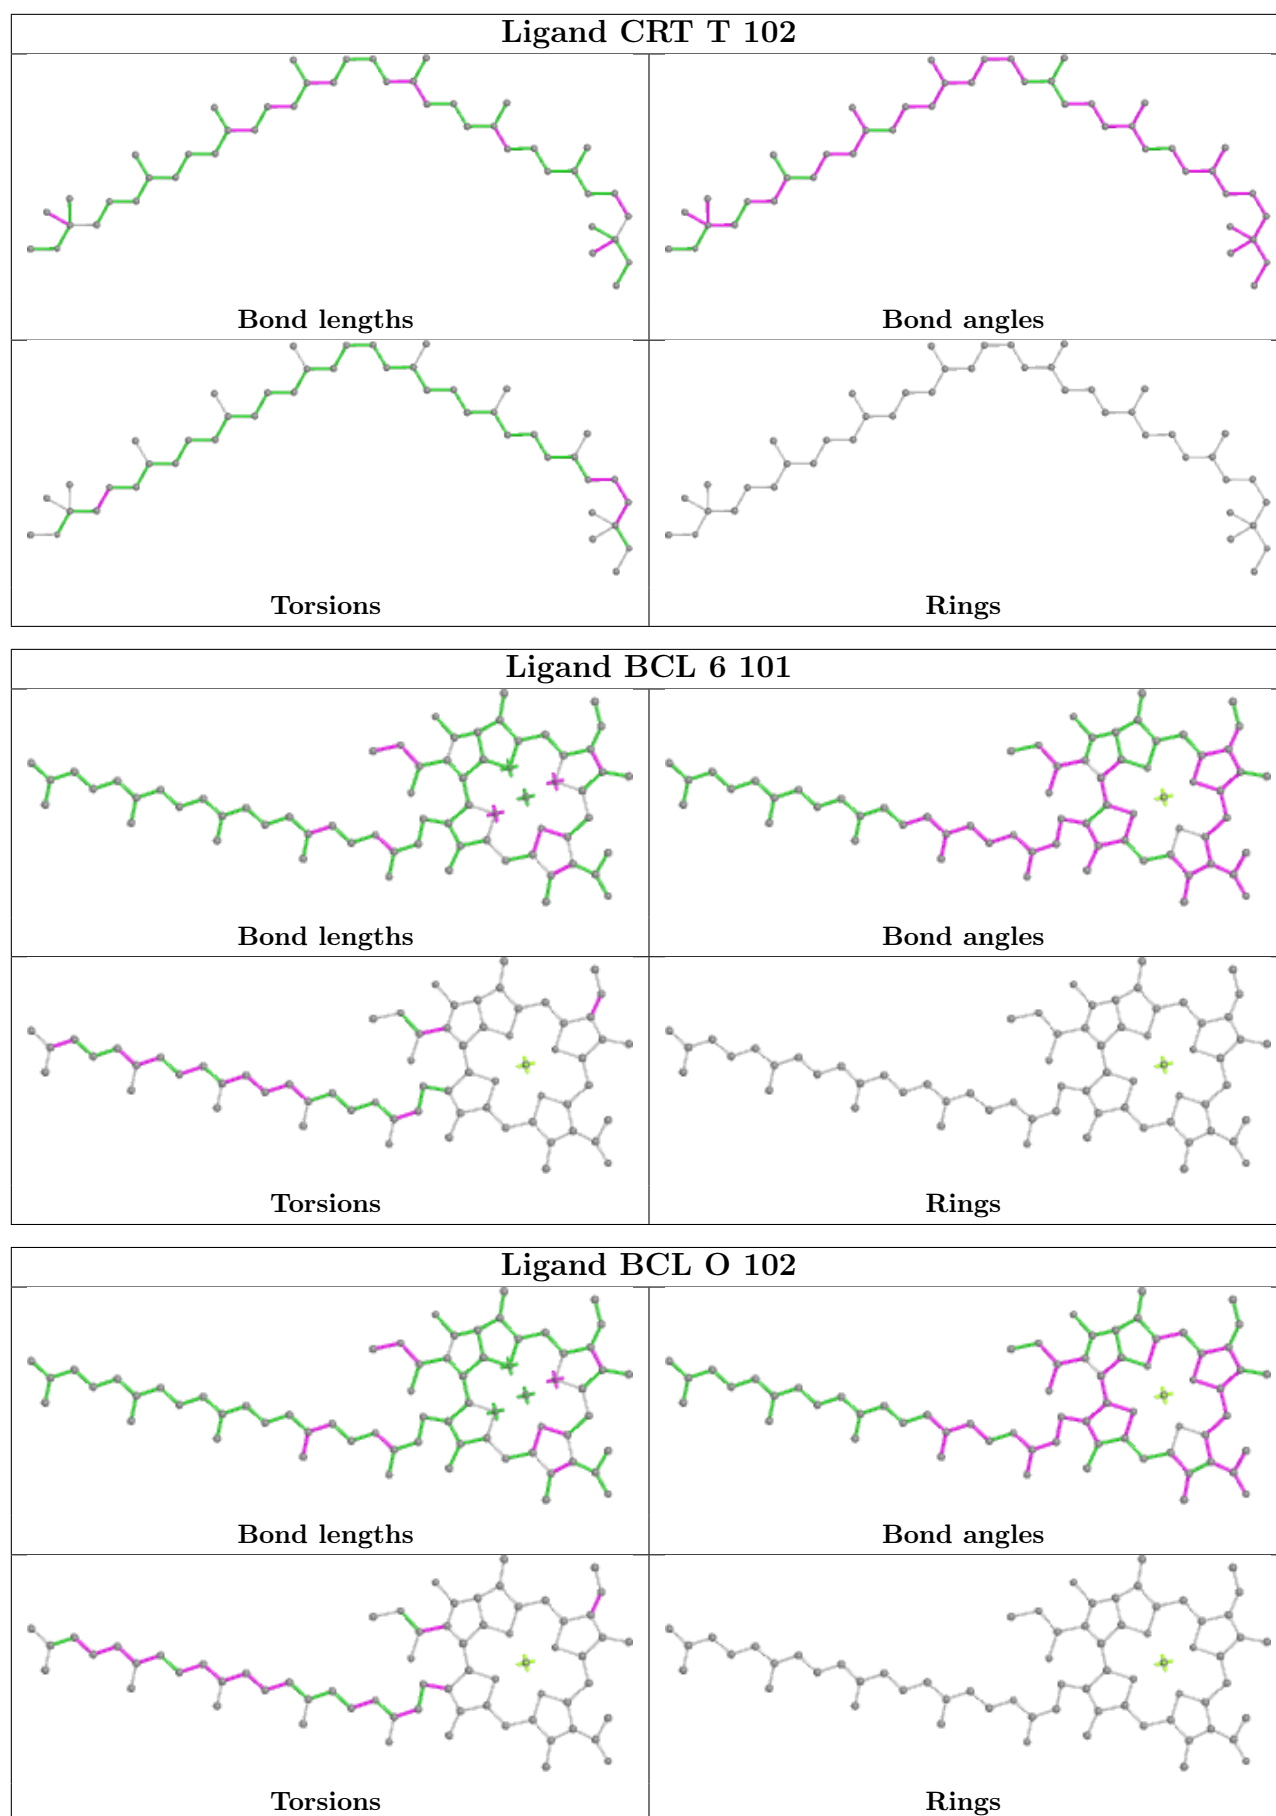 Ligand CRT T 102
Bond lengths
Bond angles
Torsions
Rings
Ligand BCL 6 101
Bond lengths
Bond angles
Torsions
Rings
Ligand BCL O 102
Bond lengths
Bond angles
Torsions
Rings